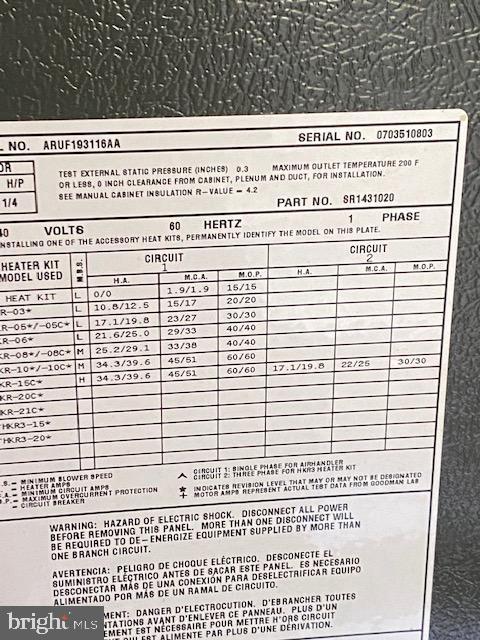 L NO. ARUF193116AA SERIAL NO. 0703510803
OR
H/P
1/4
TEST EXTERNAL STATIC PRESSURE (INCHES) 0.3 MAXIMUM OUTLET TEMPERATURE 200 F
OR LESS, 0 INCH CLEARANCE FROM CABINET, PLENUM AND DUCT, FOR INSTALLATION.
SEE MANUAL CABINET INSULATION R-VALUE = 4.2
PART NO. SR1431020
40 VOLTS 60 HERTZ 1 PHASE
NSTALLING ONE OF THE ACCESSORY HEAT KITS, PERMANENTLY IDENTIFY THE MODEL ON THIS PLATE.
HEATER KIT MODEL USED M.B.S. CIRCUIT 1 CIRCUIT 2
H.A. M.C.A. M.O.P. H.A. M.C.A. M.O.P.
HEAT KIT L 0/0 1.9/1.9 15/15
KR-03* L 10.8/12.5 15/17 20/20
KR-05*/-05C* L 17.1/19.8 23/27 30/30
KR-06* L 21.6/25.0 29/33 40/40
KR-08*/-08C* M 25.2/29.1 33/38 40/40
KR-10*/-10C* M 34.3/39.6 45/51 60/60
KR-15C* H 34.3/39.6 45/51 60/60 17.1/19.8 22/25 30/30
HKR-20C*
HKR-21C*
HKR3-15*
HKR3-20*
.S.- MINIMUM BLOWER SPEED
- HEATER AMPS
.A.- MINIMUM CIRCUIT AMPS
.P.- MAXIMUM OVERCURRENT PROTECTION
- CIRCUIT BREAKER
^ CIRCUIT 1: SINGLE PHASE FOR AIRHANDLER
CIRCUIT 2: THREE PHASE FOR HKR3 HEATER KIT
* INDICATES REVISION LEVEL THAT MAY OR MAY NOT BE DESIGNATED
+ MOTOR AMPS REPRESENT ACTUAL TEST DATA FROM GOODMAN LAB
WARNING: HAZARD OF ELECTRIC SHOCK. DISCONNECT ALL POWER
BEFORE REMOVING THIS PANEL. MORE THAN ONE DISCONNECT WILL
BE REQUIRED TO DE-ENERGIZE EQUIPMENT SUPPLIED BY MORE THAN
ONE BRANCH CIRCUIT.
AVERTENCIA: PELIGRO DE CHOQUE ELÉCTRICO. DESCONECTE EL
SUMINISTRO ELÉCTRICO ANTES DE SACAR ESTE PANEL. ES NECESARIO
DESCONECTAR MÁS DE UNA CONEXIÓN PARA DESELECTRIFICAR EQUIPO
ALIMENTADO POR MÁS DE UN RAMAL DE CIRCUITO.
MENT: DANGER D'ELECTROCUTION. D'EBRANCHER TOUTES
NTATIONS AVANT D'ENLEVER CE PANNEAU. PLUS D'UN
EMENT EST NÉCESSAIRE POUR METTRE H'ORS CIRCUIT
QUI EST ALIMENTE PAR PLUS D'UNE DÉRIVATION.
bright MLS